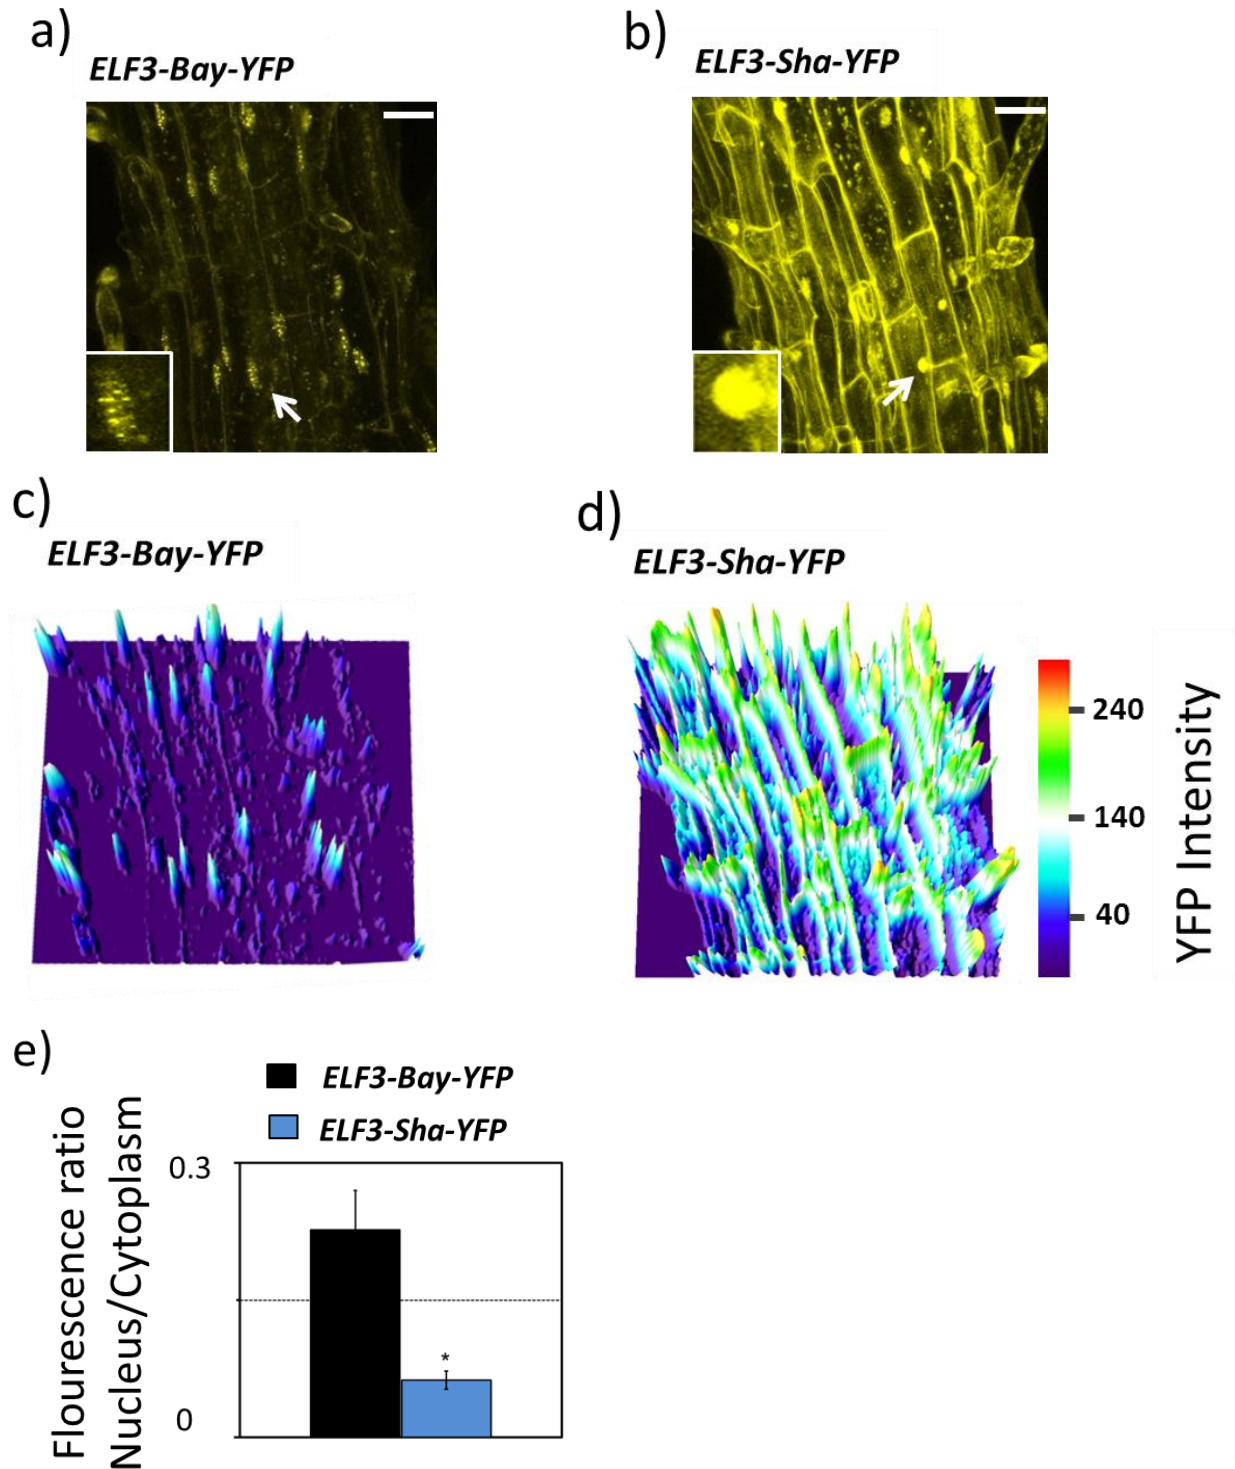 a)
ELF3-Bay-YFP
b)
ELF3-Sha-YFP
c)
ELF3-Bay-YFP
d)
ELF3-Sha-YFP
240
140
40
YFP Intensity
e)
ELF3-Bay-YFP
ELF3-Sha-YFP
Flourescence ratio
Nucleus/Cytoplasm
0.3
*
0